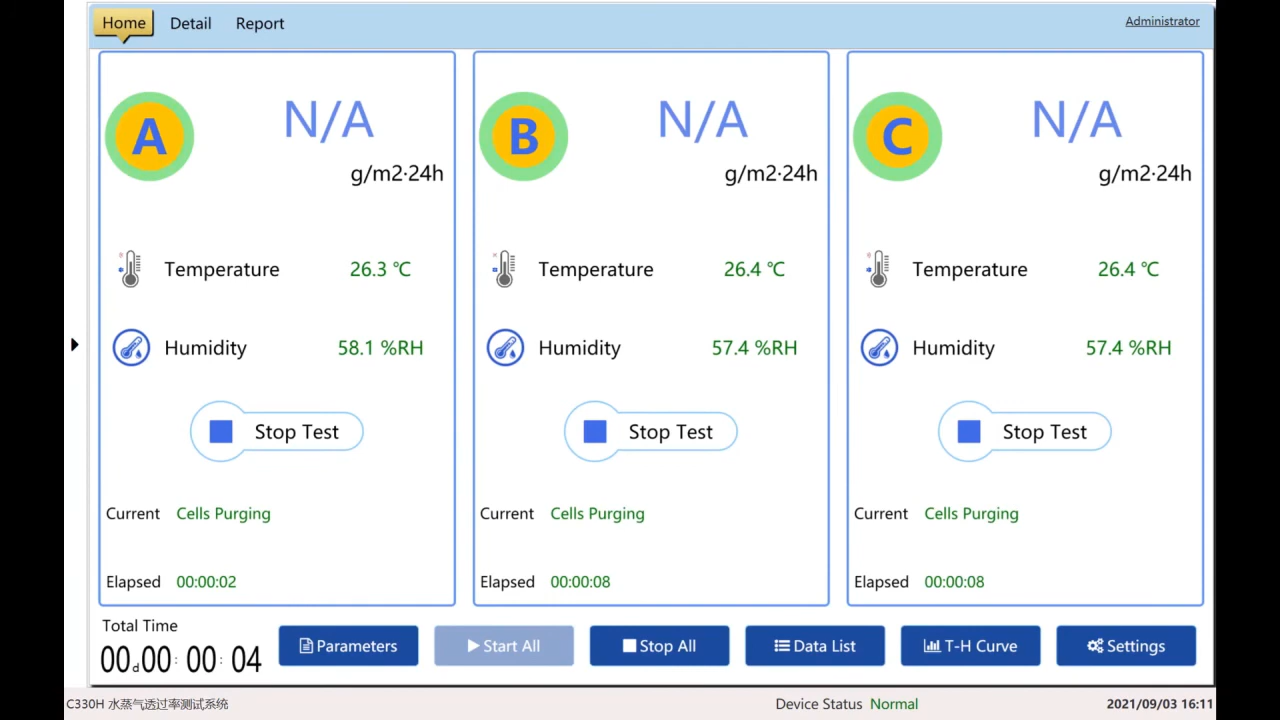 Home Detail Report Administrator
A N/A
g/m2·24h
Temperature 26.3 ℃
Humidity 58.1 %RH
Stop Test
Current Cells Purging
Elapsed 00:00:02
B N/A
g/m2·24h
Temperature 26.4 ℃
Humidity 57.4 %RH
Stop Test
Current Cells Purging
Elapsed 00:00:08
C N/A
g/m2·24h
Temperature 26.4 ℃
Humidity 57.4 %RH
Stop Test
Current Cells Purging
Elapsed 00:00:08
Total Time
00d00: 00: 04
Parameters Start All Stop All Data List T-H Curve Settings
C330H 水蒸气透过率测试系统 Device Status Normal 2021/09/03 16:11